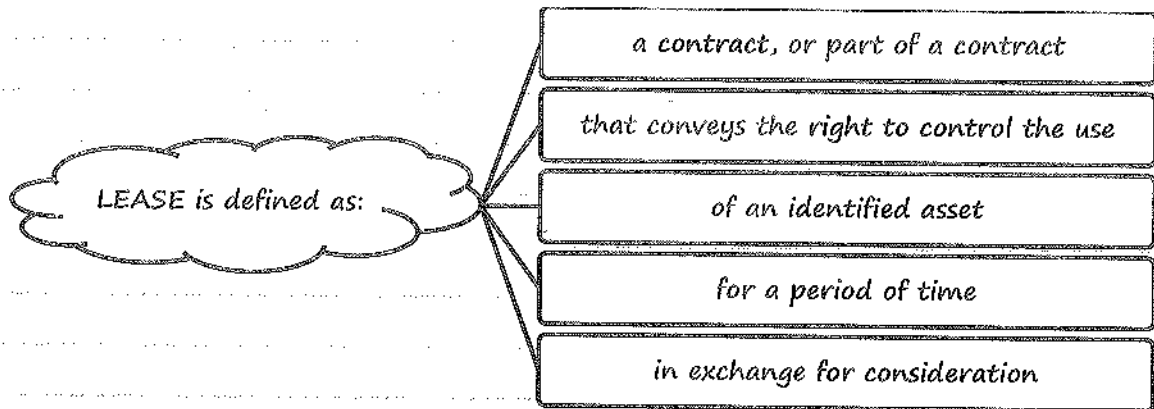 LEASE is defined as:
a contract, or part of a contract
that conveys the right to control the use
of an identified asset
for a period of time
in exchange for consideration